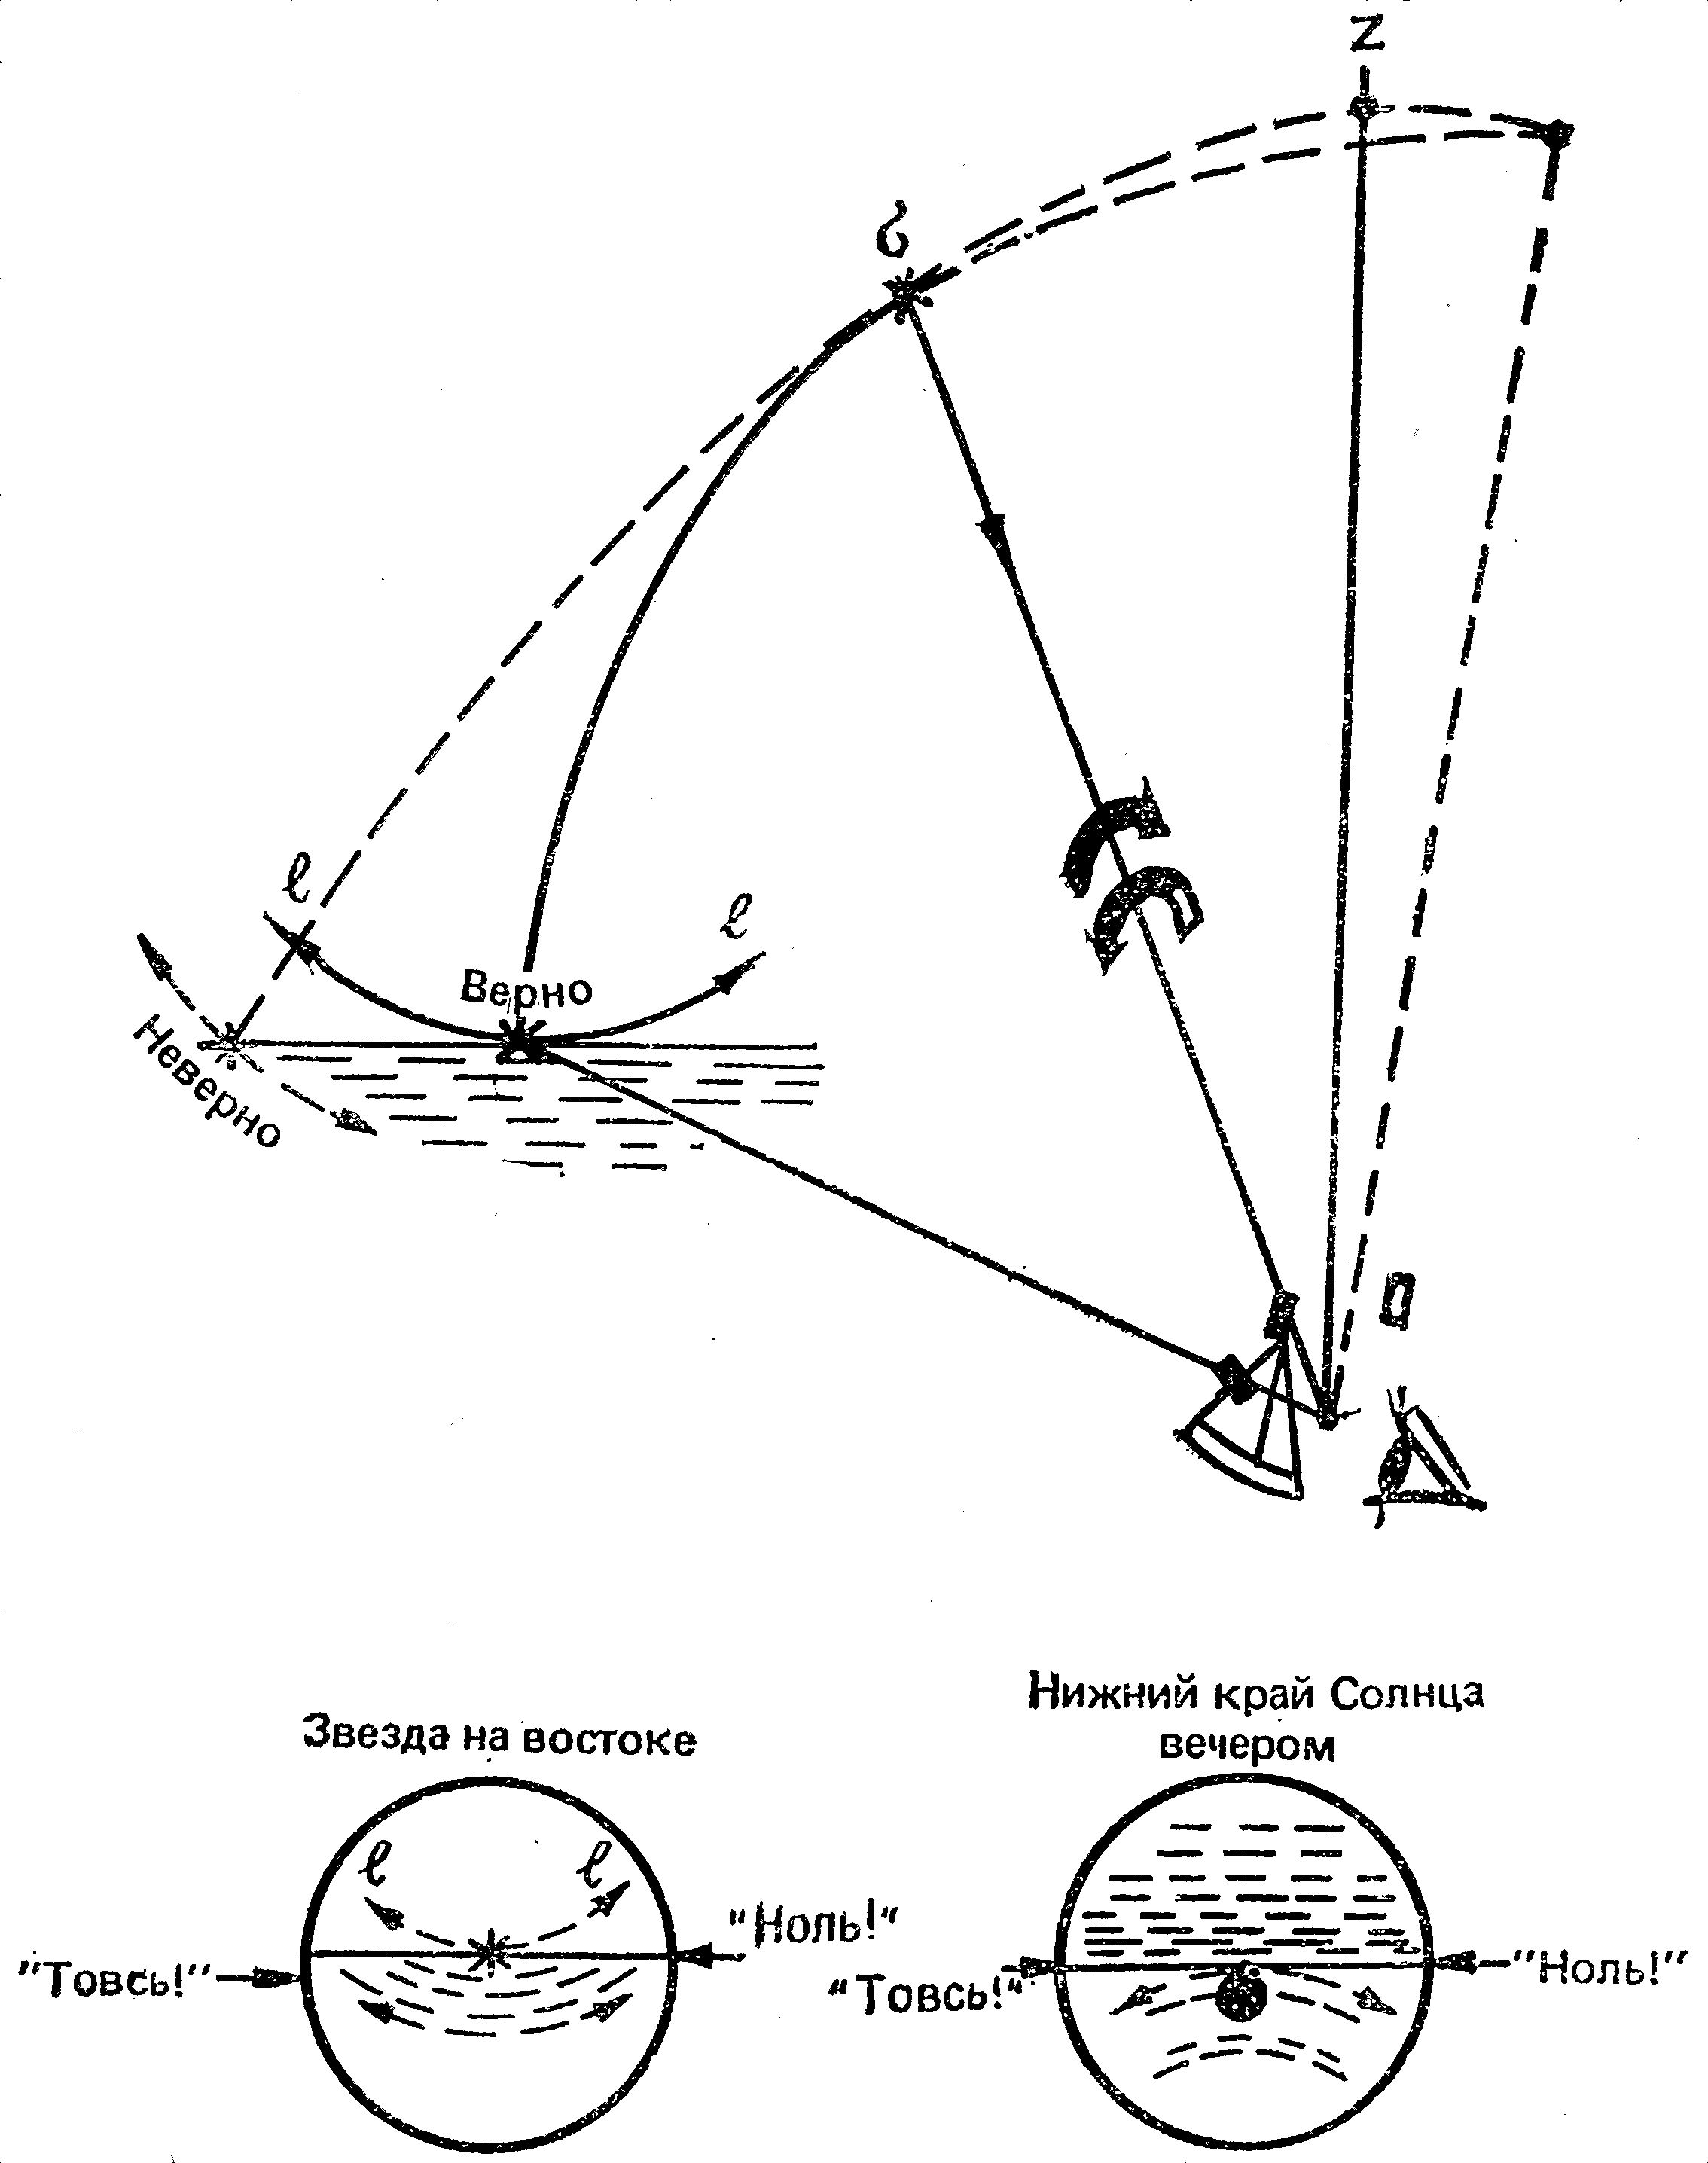 Z
б
ℓ
ℓ
Верно
Неверно
Нижний край Солнца
вечером
Звезда на востоке
ℓ
ℓ
"Ноль!"
"Товсь!"
"Товсь!"
"Ноль!"